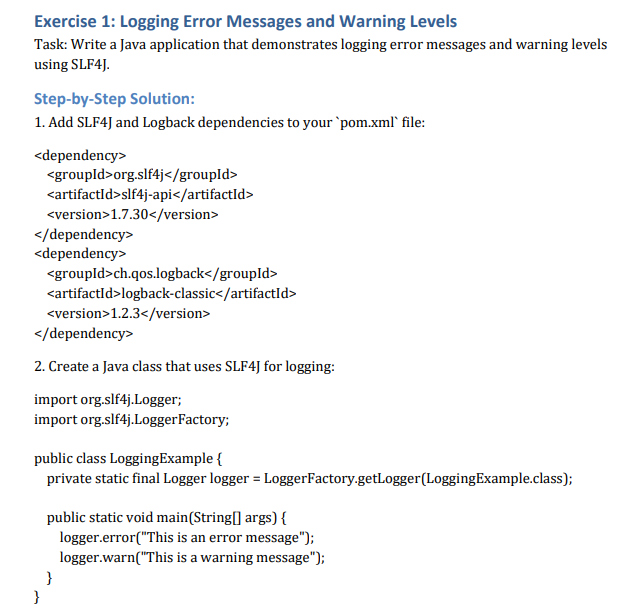 Exercise 1: Logging Error Messages and Warning Levels
Task: Write a Java application that demonstrates logging error messages and warning levels
using SLF4J.
Step-by-Step Solution:
1. Add SLF4J and Logback dependencies to your `pom.xml` file:
<dependency>
<groupId>org.slf4j</groupId>
<artifactId>slf4j-api</artifactId>
<version>1.7.30</version>
</dependency>
<dependency>
<groupId>ch.qos.logback</groupId>
<artifactId>logback-classic</artifactId>
<version>1.2.3</version>
</dependency>
2. Create a Java class that uses SLF4J for logging:
import org.slf4j.Logger;
import org.slf4j.LoggerFactory;
public class LoggingExample {
private static final Logger logger = LoggerFactory.getLogger(LoggingExample.class);
public static void main(String[] args) {
logger.error("This is an error message");
logger.warn("This is a warning message");
}
}